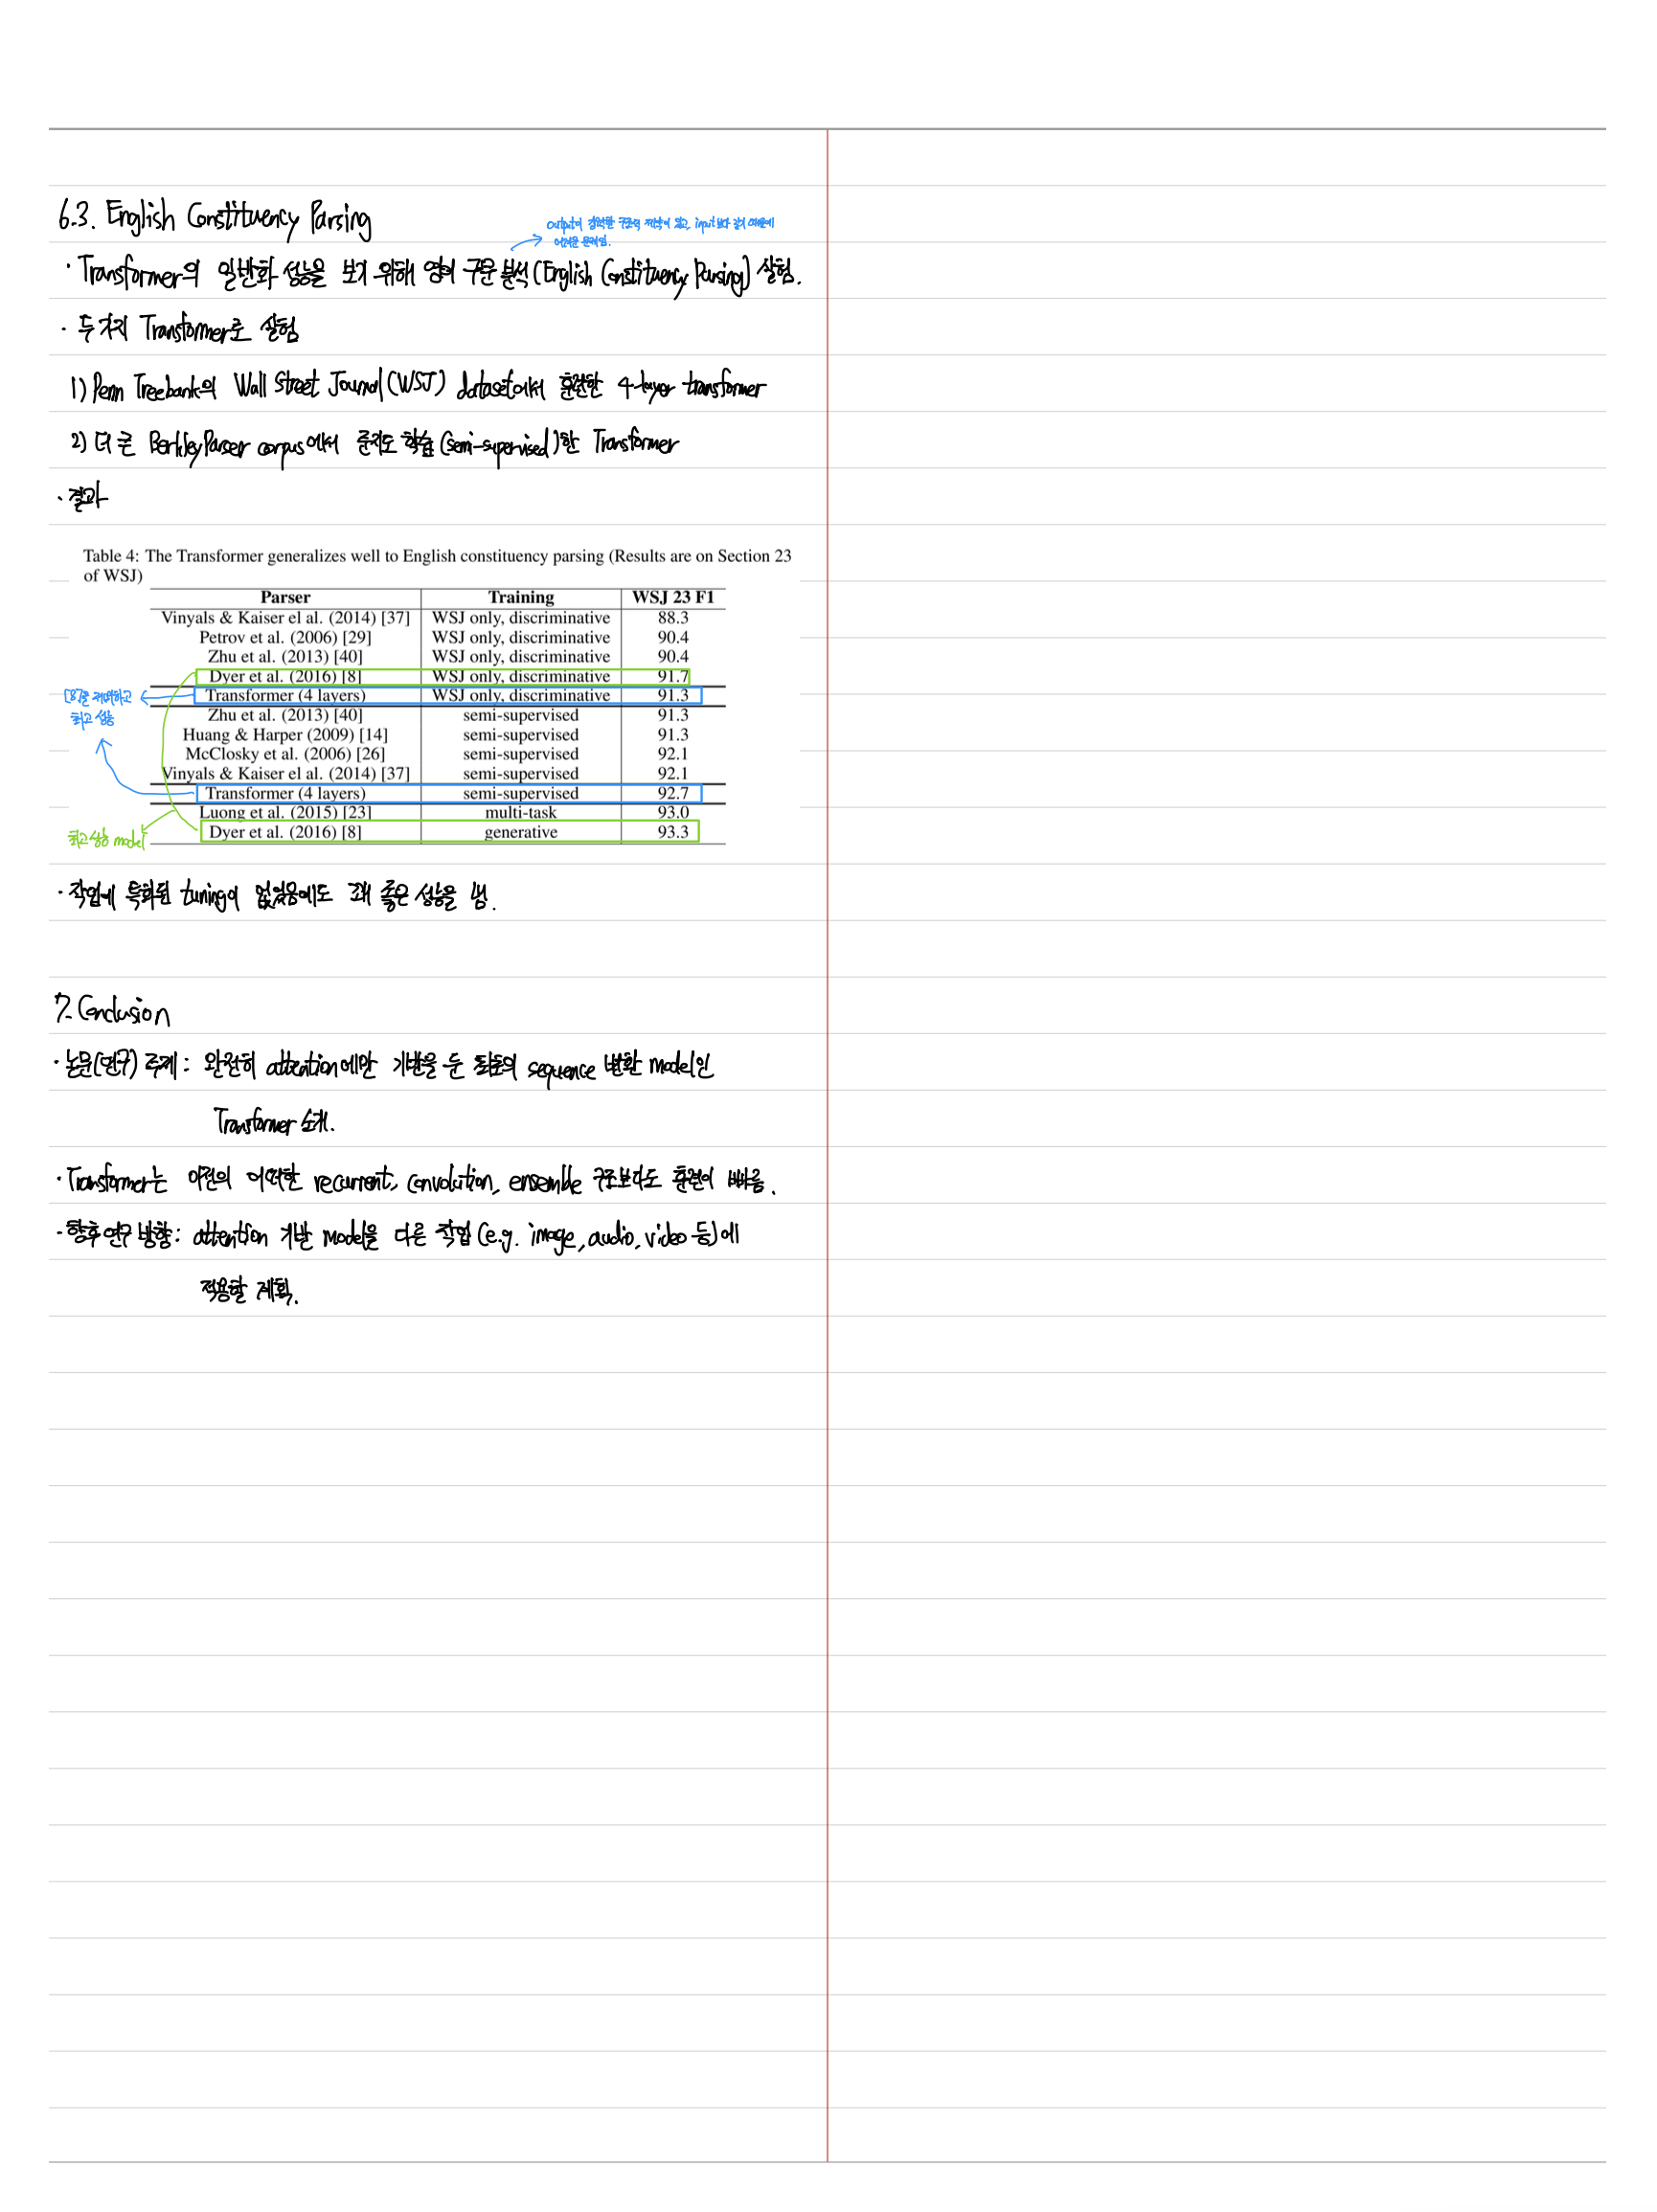 6.3. English Constituency Parsing
output이 강력한 구조적 제약이 있고, input보다 길기 때문에
어려운 문제임.
· Transformer의 일반화 성능을 보기 위해 영어 구문 분석 (English Constituency Parsing) 실험.
· 두 가지 Transformer로 실험
1) Penn Treebank의 Wall Street Journal (WSJ) dataset에서 훈련한 4-layer transformer
2) 더 큰 BerkleyParser corpus에서 준지도 학습 (semi-supervised)한 Transformer
· 결과
Table 4: The Transformer generalizes well to English constituency parsing (Results are on Section 23
of WSJ)
Parser Training WSJ 23 F1
Vinyals & Kaiser el al. (2014) [37] WSJ only, discriminative 88.3
Petrov et al. (2006) [29] WSJ only, discriminative 90.4
Zhu et al. (2013) [40] WSJ only, discriminative 90.4
Dyer et al. (2016) [8] WSJ only, discriminative 91.7
Transformer (4 layers) WSJ only, discriminative 91.3
Zhu et al. (2013) [40] semi-supervised 91.3
Huang & Harper (2009) [14] semi-supervised 91.3
McClosky et al. (2006) [26] semi-supervised 92.1
Vinyals & Kaiser el al. (2014) [37] semi-supervised 92.1
Transformer (4 layers) semi-supervised 92.7
Luong et al. (2015) [23] multi-task 93.0
Dyer et al. (2016) [8] generative 93.3
[8]을 제외하고
최고 성능
최고 성능 model
· 작업에 특화된 tuning이 없었음에도 꽤 좋은 성능을 냄.
7. Conclusion
· 논문(연구) 주제 : 완전히 attention에만 기반을 둔 최초의 sequence 변환 model인
Transformer 소개.
· Transformer는 이전의 어떠한 recurrent, convolution, ensemble 구조보다도 훈련이 빠름.
· 향후 연구 방향 : attention 기반 model을 다른 작업 (e.g. image, audio, video 등)에
적용할 계획.